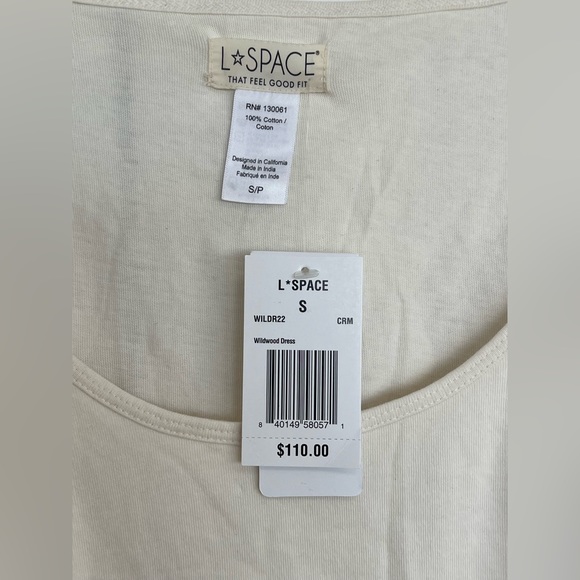 L☆SPACE®
THAT FEEL GOOD FIT
RN# 130061
100% Cotton /
Coton
Designed in California
Made in India
Fabriqué en Inde
S/P
L*SPACE
S
WILDR22 CRM
Wildwood Dress
8 40149 58057 1
$110.00